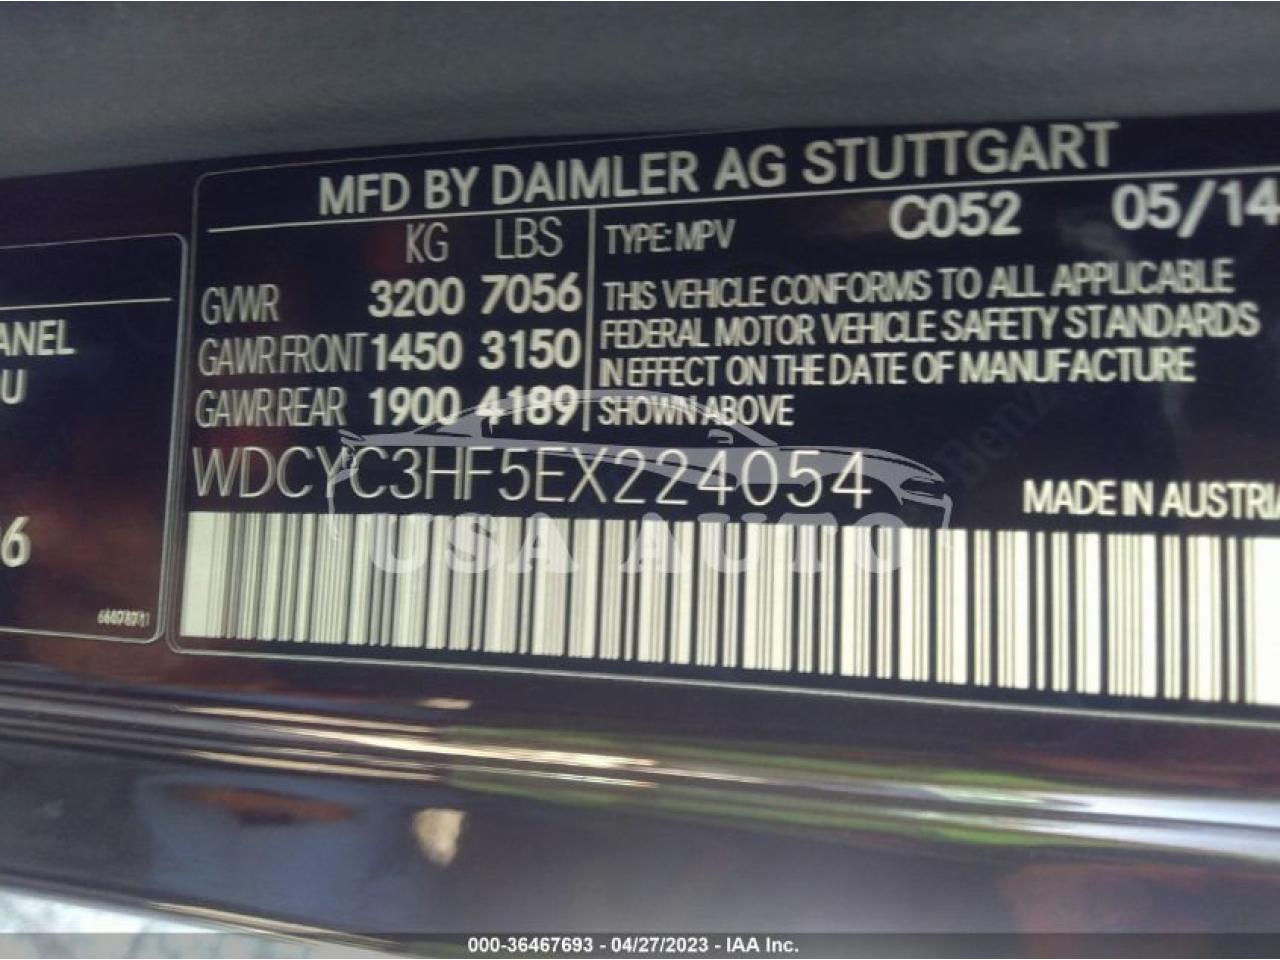 MFD BY DAIMLER AG STUTTGART
KG LBS
GVWR 3200 7056
GAWR FRONT 1450 3150
GAWR REAR 1900 4189
TYPE: MPV C052 05/14
THIS VEHICLE CONFORMS TO ALL APPLICABLE
FEDERAL MOTOR VEHICLE SAFETY STANDARDS
IN EFFECT ON THE DATE OF MANUFACTURE
SHOWN ABOVE
WDCYC3HF5EX224054
MADE IN AUSTRIA
USA AUTO
ANEL
U
6
000-36467693 - 04/27/2023 - IAA Inc.